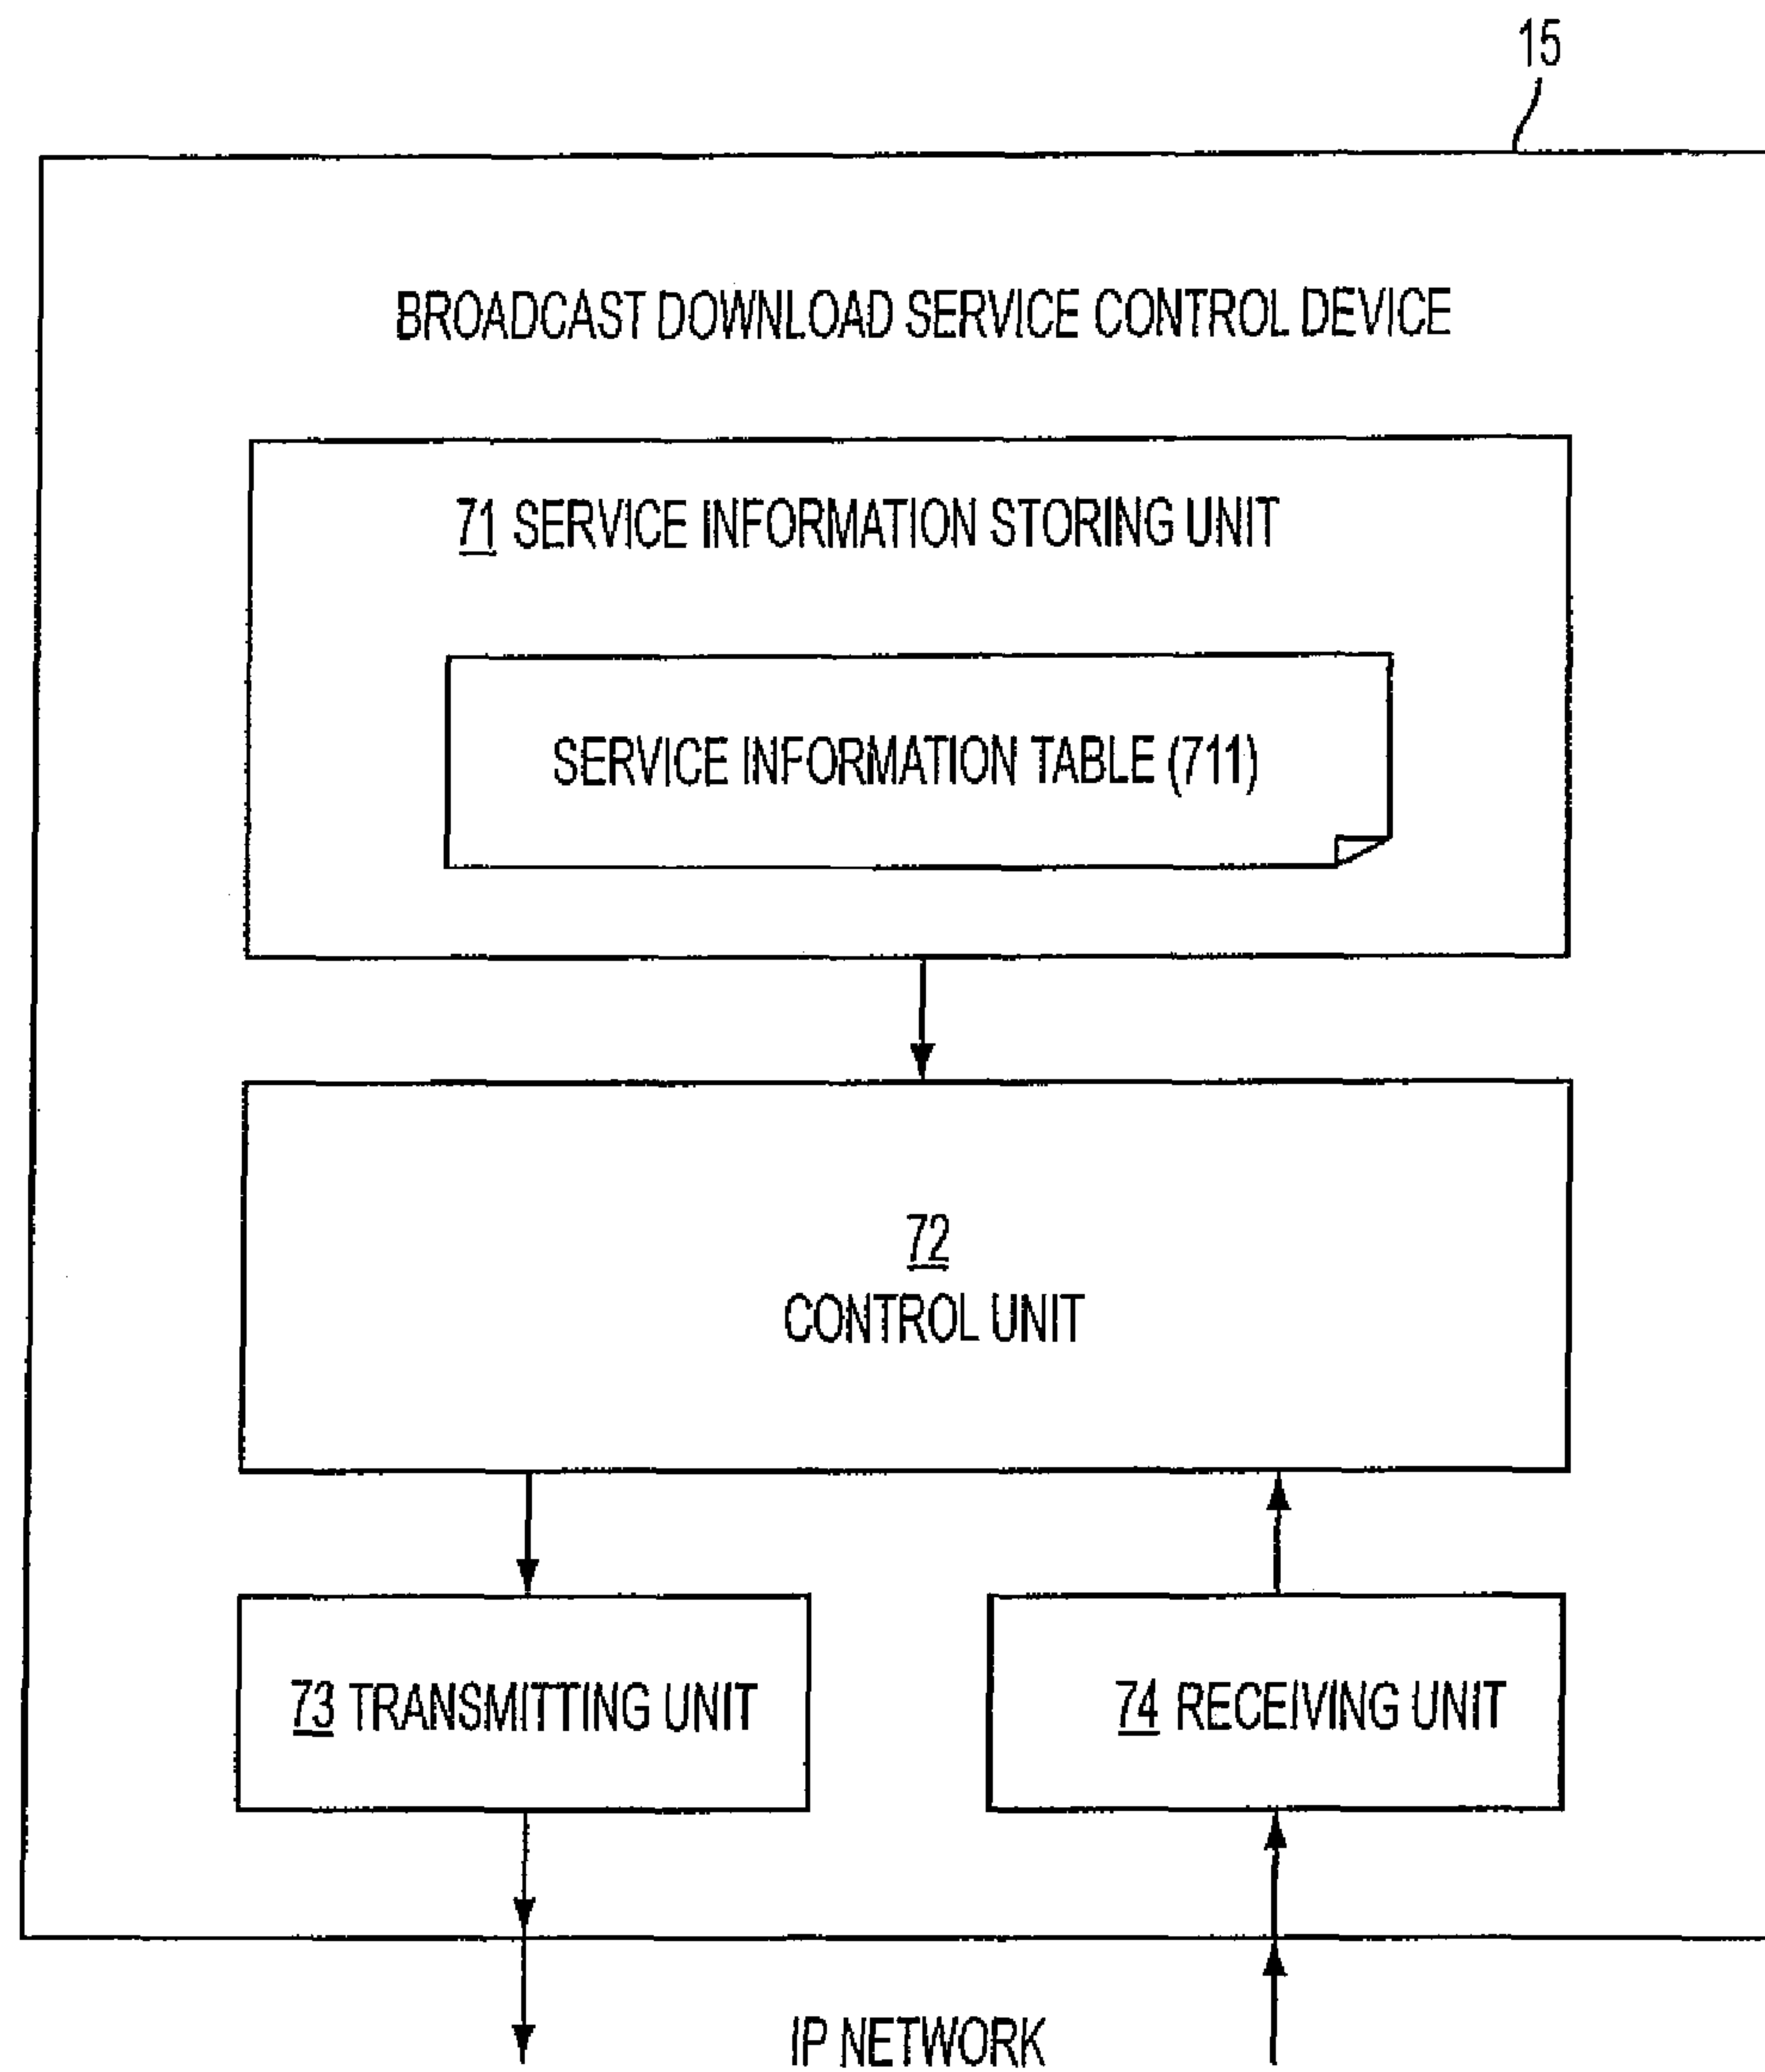 15
BROADCAST DOWNLOAD SERVICE CONTROL DEVICE
71 SERVICE INFORMATION STORING UNIT
SERVICE INFORMATION TABLE (711)
72
CONTROL UNIT
73 TRANSMITTING UNIT
74 RECEIVING UNIT
IP NETWORK